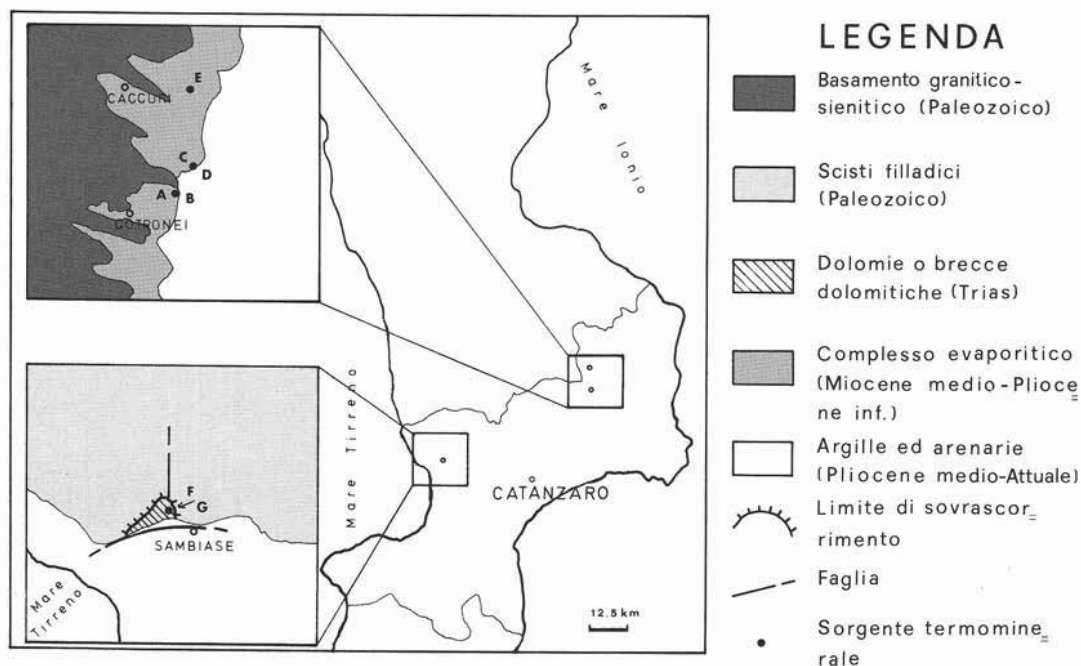 LEGENDA
Basamento granitico-
sienitico (Paleozoico)
Scisti filladici
(Paleozoico)
Dolomie o brecce
dolomitiche (Trias)
Complesso evaporitico
(Miocene medio-Plioce=
ne inf.)
Argille ed arenarie
(Pliocene medio-Attuale)
Limite di sovrascor=
rimento
Faglia
Sorgente termomine=
rale
E
CACCURI
C
D
A
B
COTRONEI
Mare Ionio
Mare Tirreno
CATANZARO
12.5 km
F
G
SAMBIASE
Mare
Tirreno